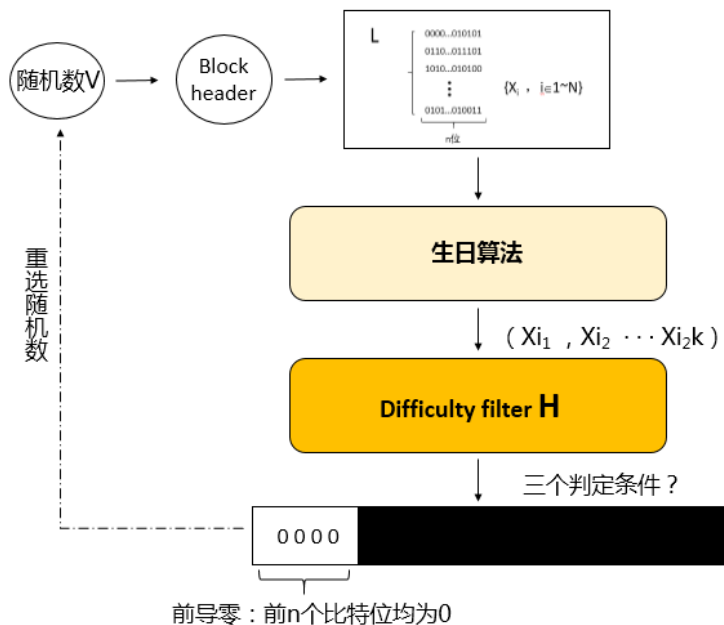 随机数V
Block
header
L
0000...010101
0110...011101
1010...010100
⋮
0101...010011
n位
{Xᵢ , i∈1~N}
生日算法
( Xi₁ , Xi₂ ··· Xi₂k )
Difficulty filter H
三个判定条件？
0 0 0 0
前导零：前n个比特位均为0
重选随机数